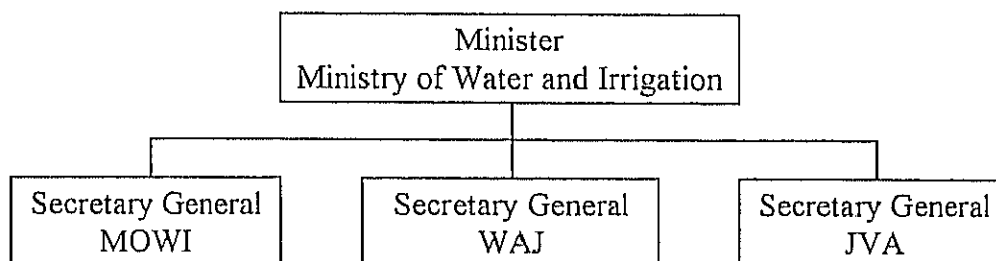 Minister
Ministry of Water and Irrigation
Secretary General
MOWI
Secretary General
WAJ
Secretary General
JVA